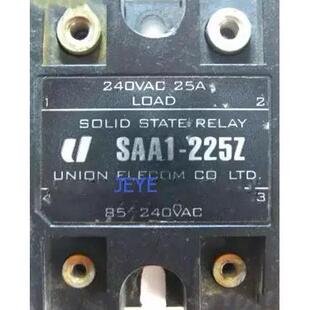 240VAC 25A
1 LOAD 2
SOLID STATE RELAY
SAA1-225Z
UNION ELECOM CO LTD.
JEYE
4 3
85 240VAC